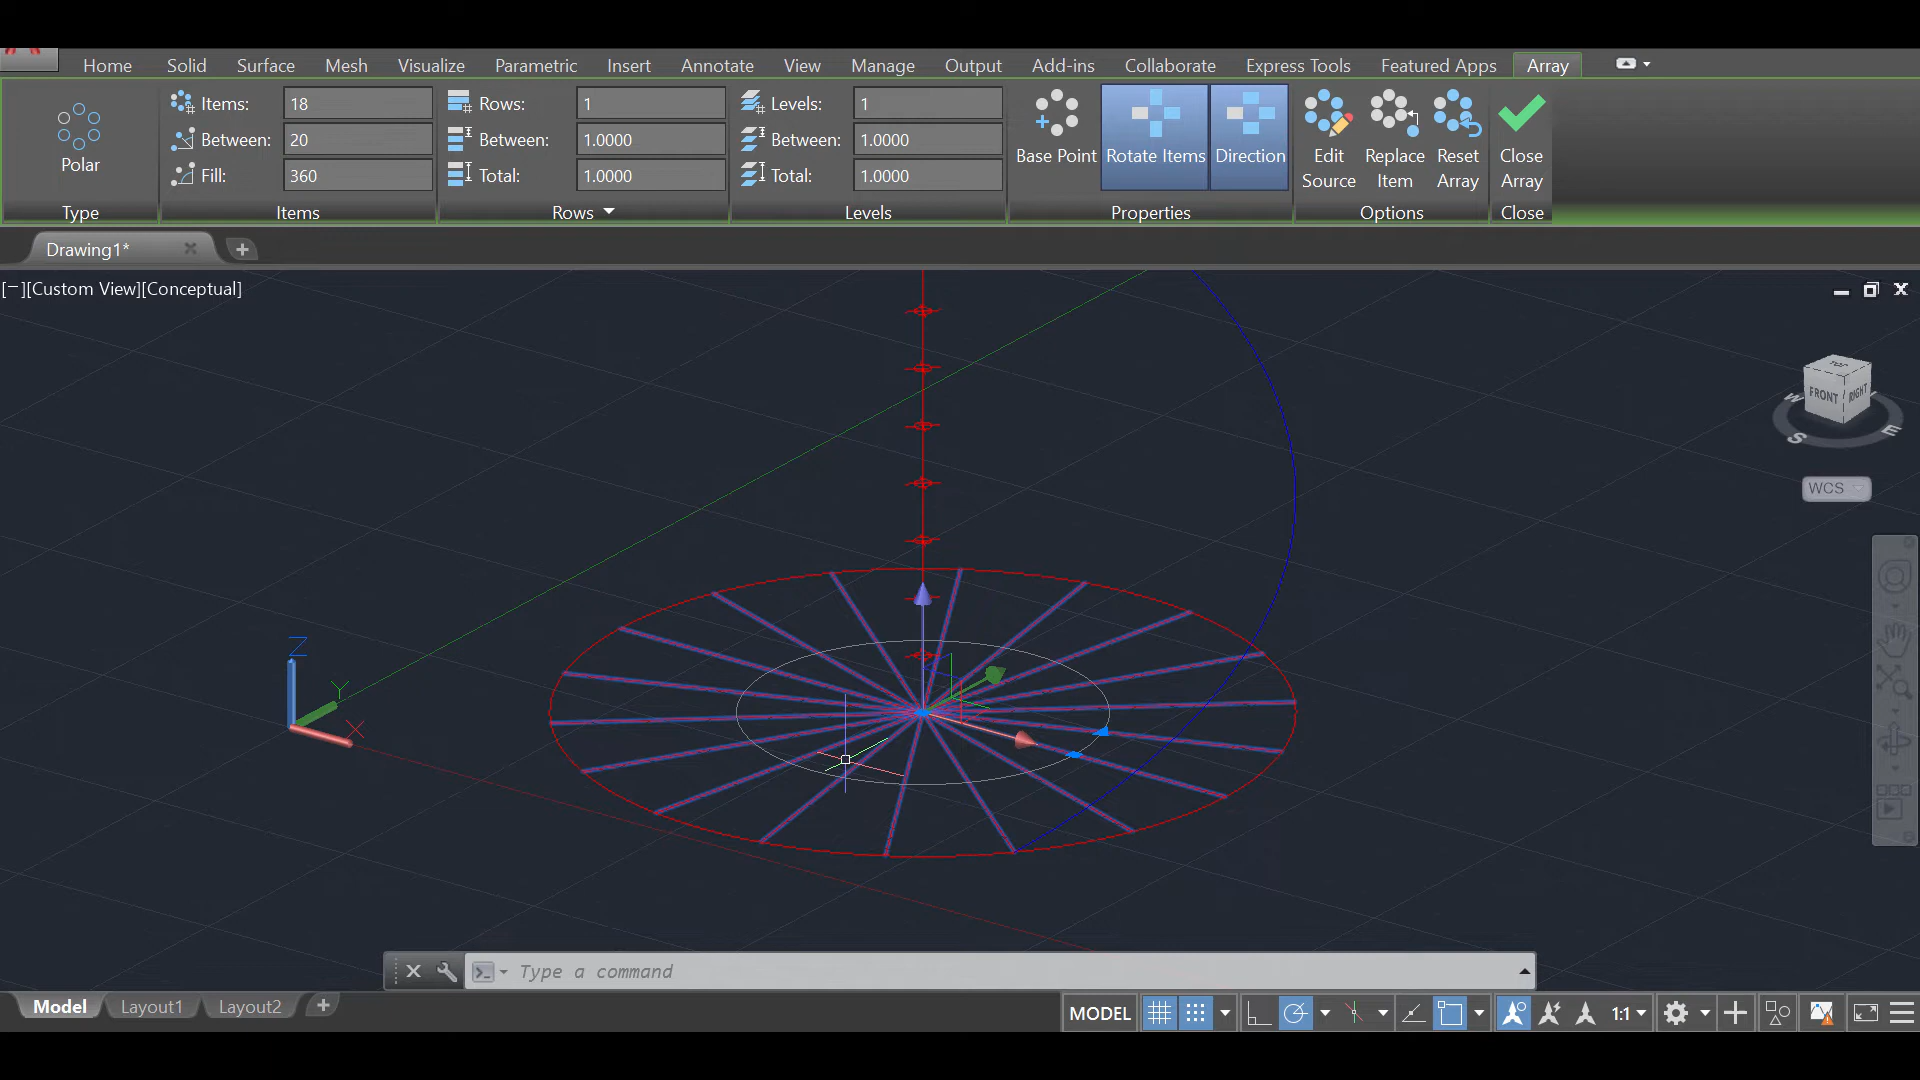 Home Solid Surface Mesh Visualize Parametric Insert Annotate View Manage Output Add-ins Collaborate Express Tools Featured Apps Array
Polar
Type
Items: 18
Between: 20
Fill: 360
Items
Rows: 1
Between: 1.0000
Total: 1.0000
Rows
Levels: 1
Between: 1.0000
Total: 1.0000
Levels
Base Point
Rotate Items
Direction
Properties
Edit
Source
Replace
Item
Reset
Array
Options
Close
Array
Close
Drawing1*
[−][Custom View][Conceptual]
TOP
FRONT
RIGHT
W
S
E
WCS
Z
Y
X
Type a command
Model Layout1 Layout2
MODEL
1:1